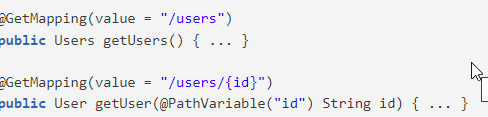 @GetMapping(value = "/users")
public Users getUsers() { ... }
@GetMapping(value = "/users/{id}")
public User getUser(@PathVariable("id") String id) { ... }